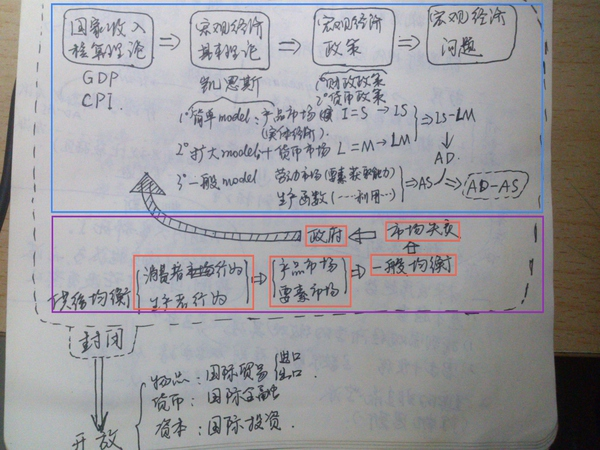 国家收入核算理论 ⇒ 宏观经济基本理论 ⇒ 宏观经济政策 ⇒ 宏观经济问题
GDP
CPI.
凯恩斯
1°财政政策
2°货币政策
1°简单model:产品市场 I=S → IS
(实体经济).
2°扩大model:+货币市场 L=M → LM
⇒ IS-LM
AD
3°一般model 劳动市场(要素获取能力)
生产函数(……利用…)
⇒AS ⇒ AD-AS
政府 ⇐ 市场失灵
供给均衡
消费者行为
生产者行为
⇒
产品市场
要素市场
⇒ 一般均衡
封闭
开放
物品:国际贸易 进口 出口.
货币:国际金融
资本:国际投资.